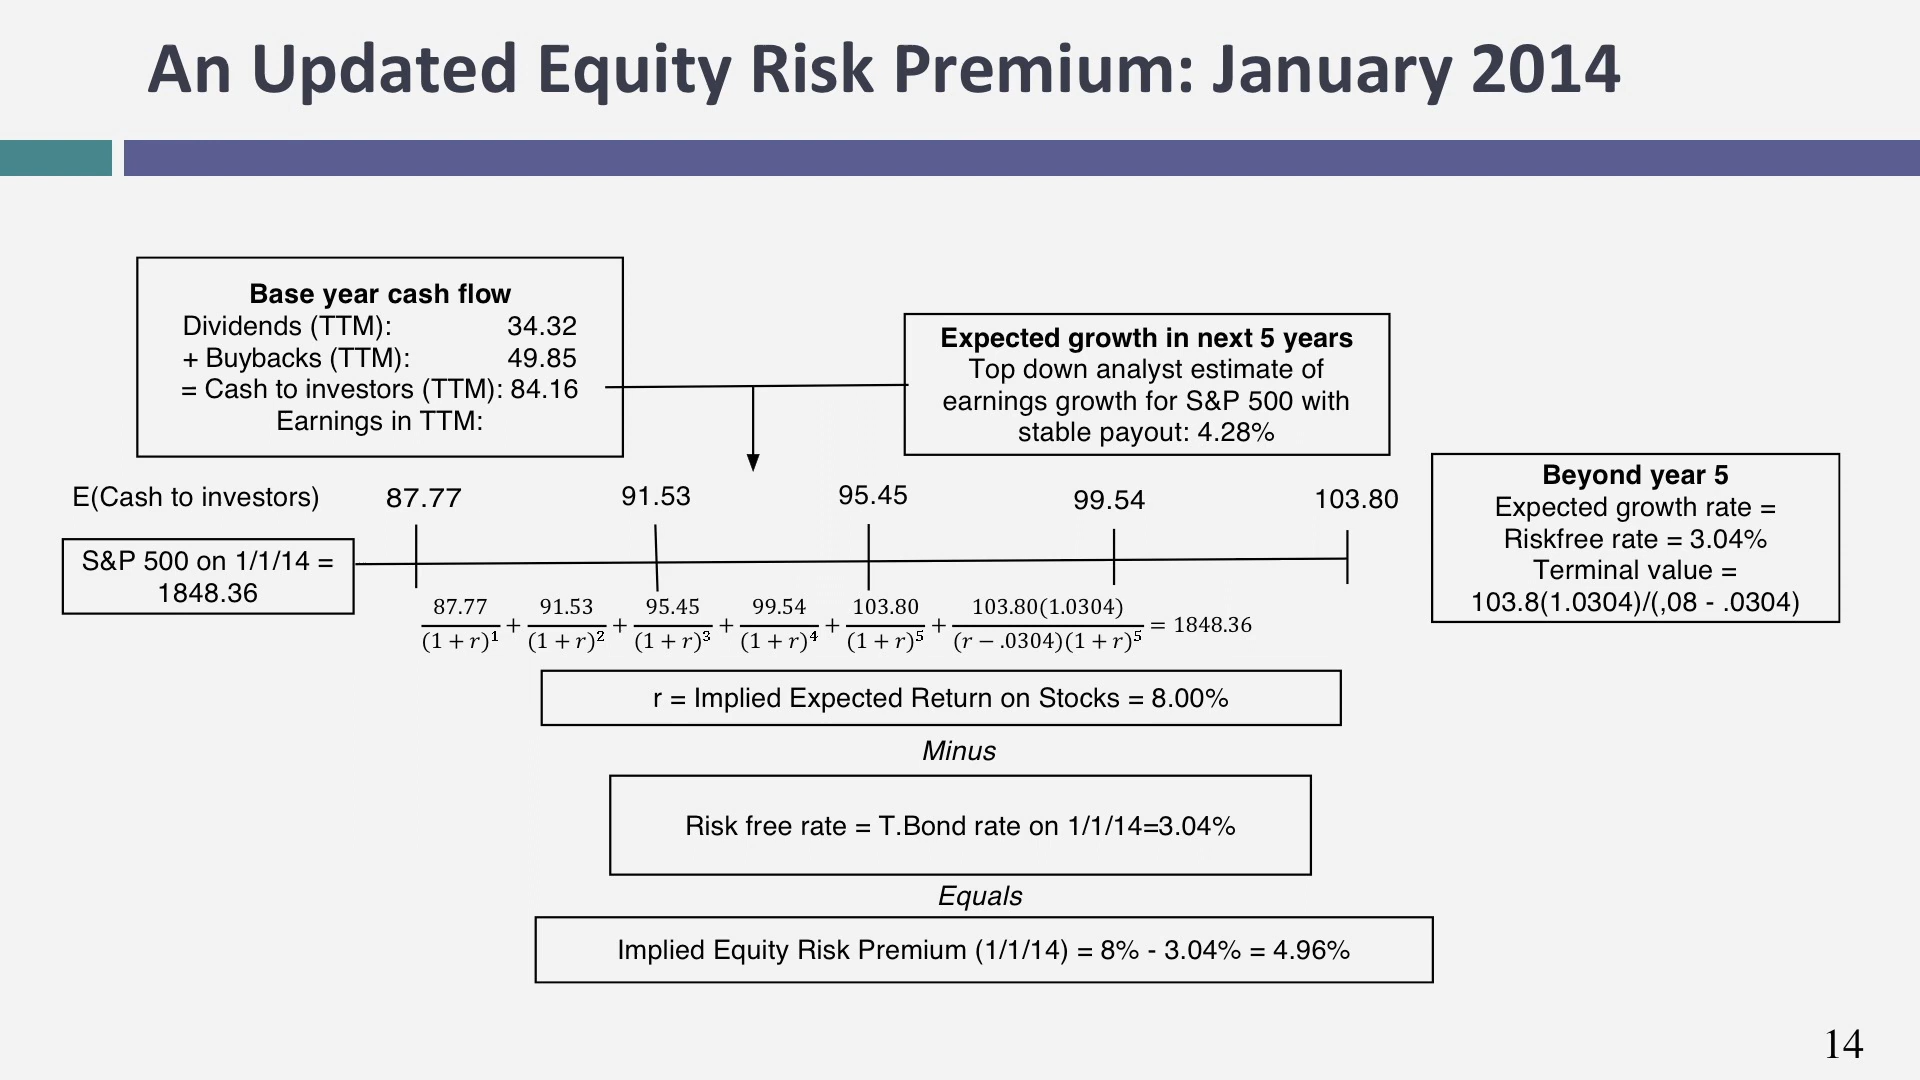 An Updated Equity Risk Premium: January 2014
Base year cash flow
Dividends (TTM): 34.32
+ Buybacks (TTM): 49.85
= Cash to investors (TTM): 84.16
Earnings in TTM:
Expected growth in next 5 years
Top down analyst estimate of
earnings growth for S&P 500 with
stable payout: 4.28%
E(Cash to investors) 87.77 91.53 95.45 99.54 103.80
Beyond year 5
Expected growth rate =
Riskfree rate = 3.04%
Terminal value =
103.8(1.0304)/(,08 - .0304)
S&P 500 on 1/1/14 =
1848.36
87.77/(1 + r)¹ + 91.53/(1 + r)² + 95.45/(1 + r)³ + 99.54/(1 + r)⁴ + 103.80/(1 + r)⁵ + 103.80(1.0304)/(r − .0304)(1 + r)⁵ = 1848.36
r = Implied Expected Return on Stocks = 8.00%
Minus
Risk free rate = T.Bond rate on 1/1/14=3.04%
Equals
Implied Equity Risk Premium (1/1/14) = 8% - 3.04% = 4.96%
14